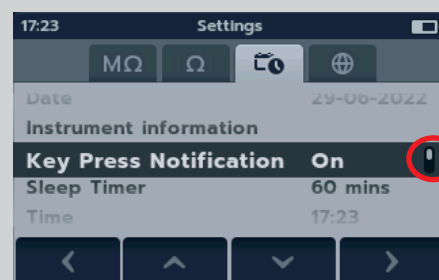 17:23 Settings
MΩ Ω
Date 29-06-2022
Instrument information
Key Press Notification On
Sleep Timer 60 mins
Time 17:23